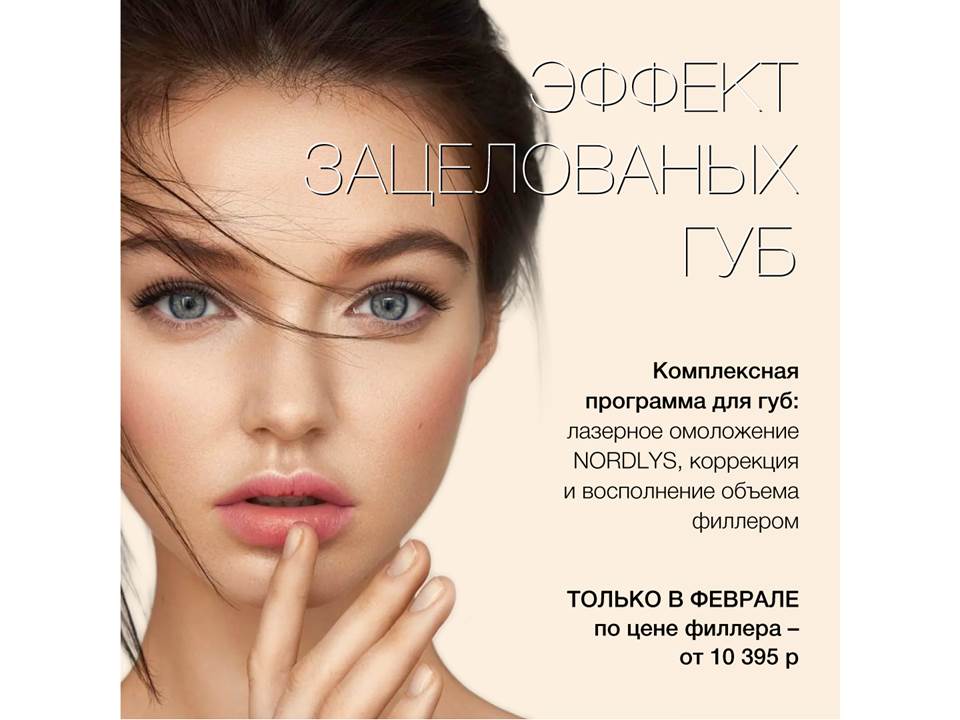 ЭФФЕКТ
ЗАЦЕЛОВАНЫХ
ГУБ
Комплексная
программа для губ:
лазерное омоложение
NORDLYS, коррекция
и восполнение объема
филлером
ТОЛЬКО В ФЕВРАЛЕ
по цене филлера –
от 10 395 р